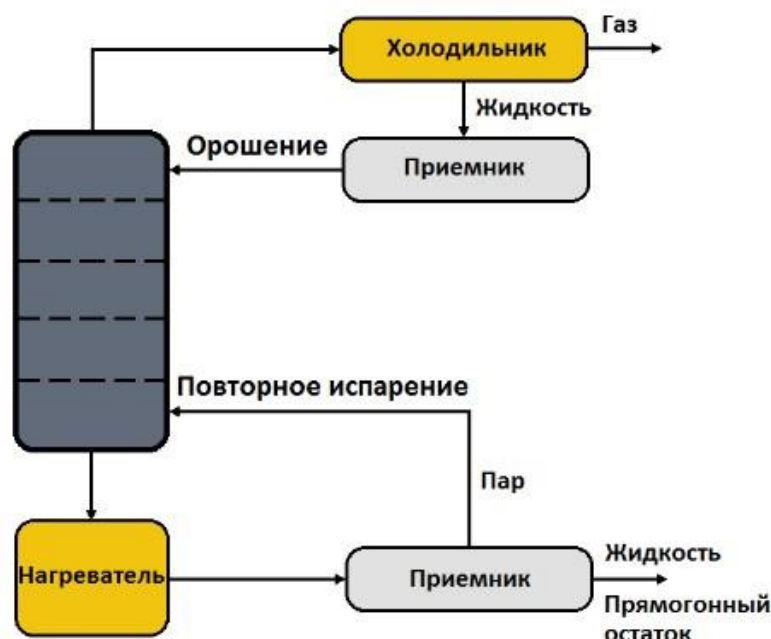 Газ
Холодильник
Жидкость
Орошение
Приемник
Повторное испарение
Пар
Нагреватель
Приемник
Жидкость
Прямогонный
остаток